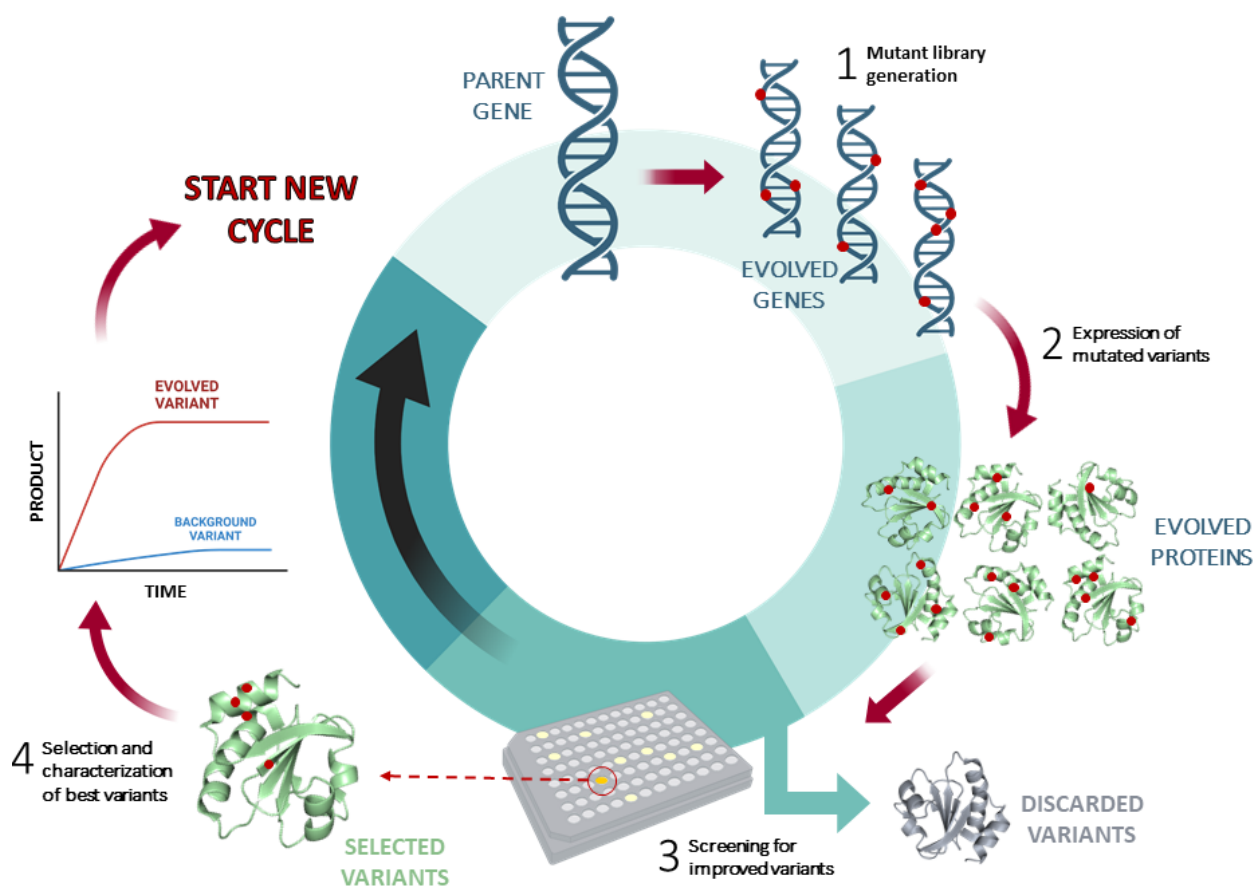 PARENT
GENE
1 Mutant library
generation
EVOLVED
GENES
2 Expression of
mutated variants
EVOLVED
PROTEINS
3 Screening for
improved variants
DISCARDED
VARIANTS
4 Selection and
characterization
of best variants
SELECTED
VARIANTS
EVOLVED
VARIANT
BACKGROUND
VARIANT
PRODUCT
TIME
START NEW
CYCLE